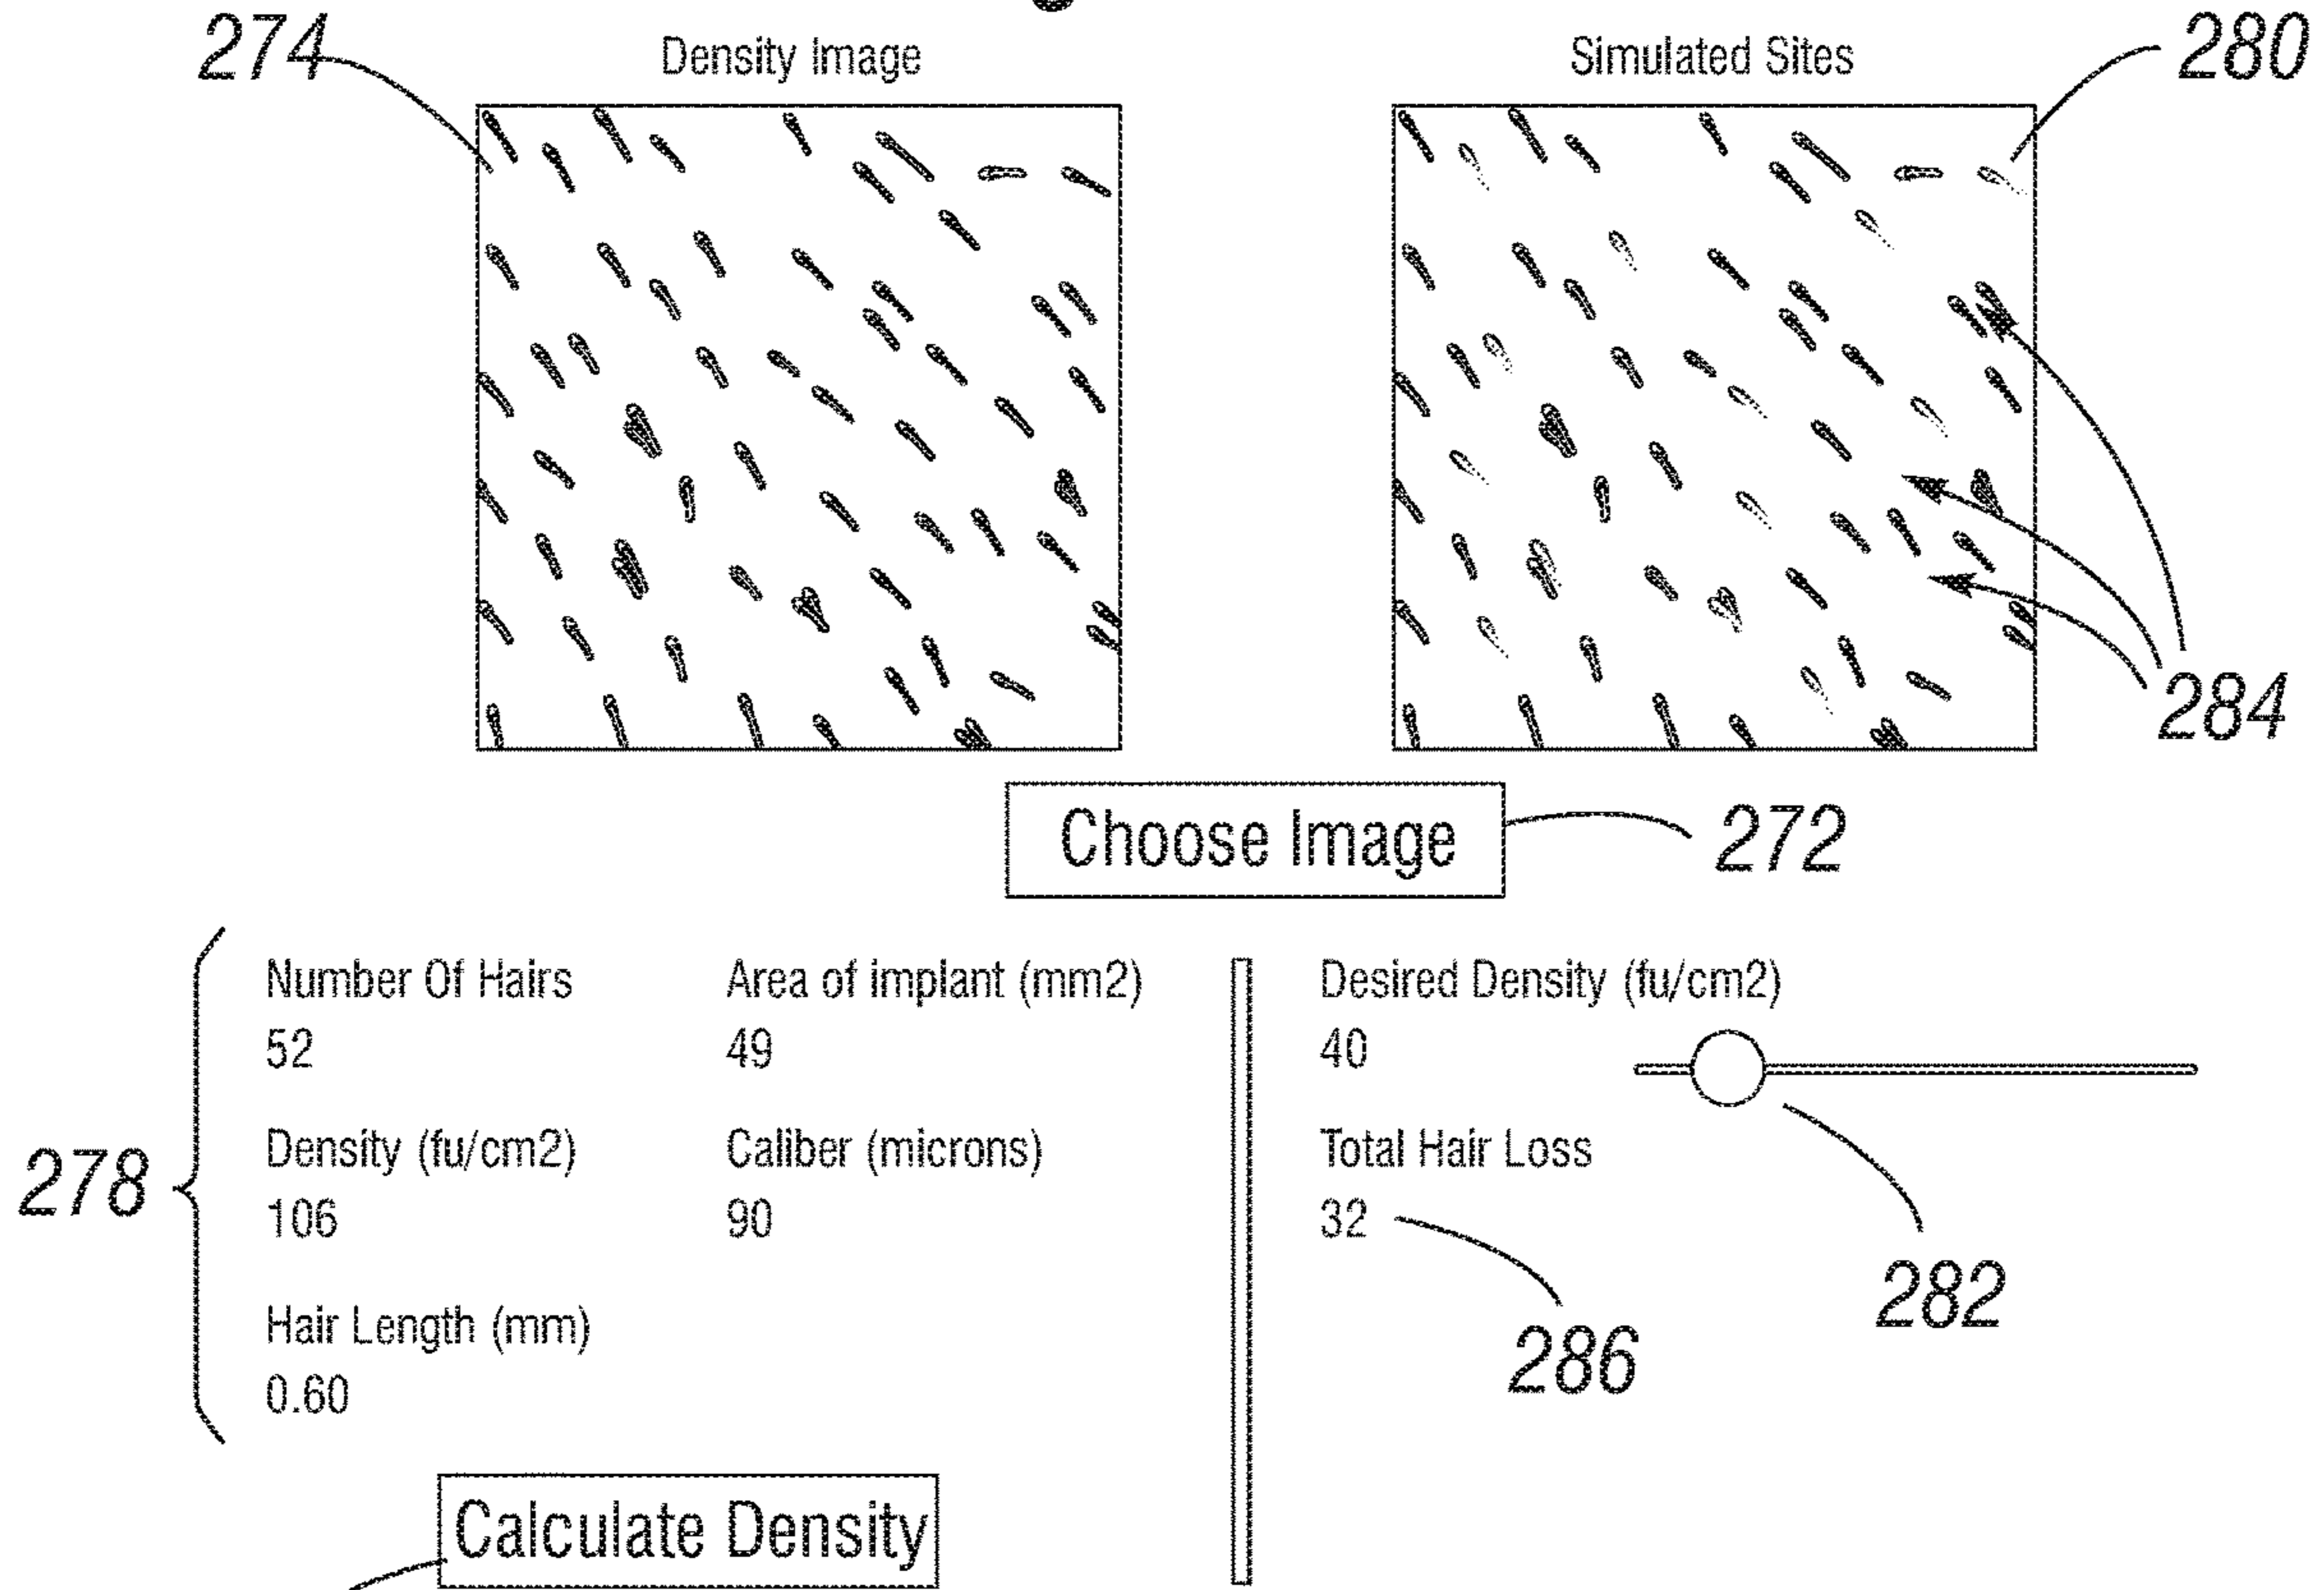 274
Density Image
Simulated Sites
280
284
Choose Image
272
278
Number Of Hairs
52
Area of implant (mm2)
49
Desired Density (fu/cm2)
40
Density (fu/cm2)
106
Caliber (microns)
90
Total Hair Loss
32
282
286
Hair Length (mm)
0.60
Calculate Density